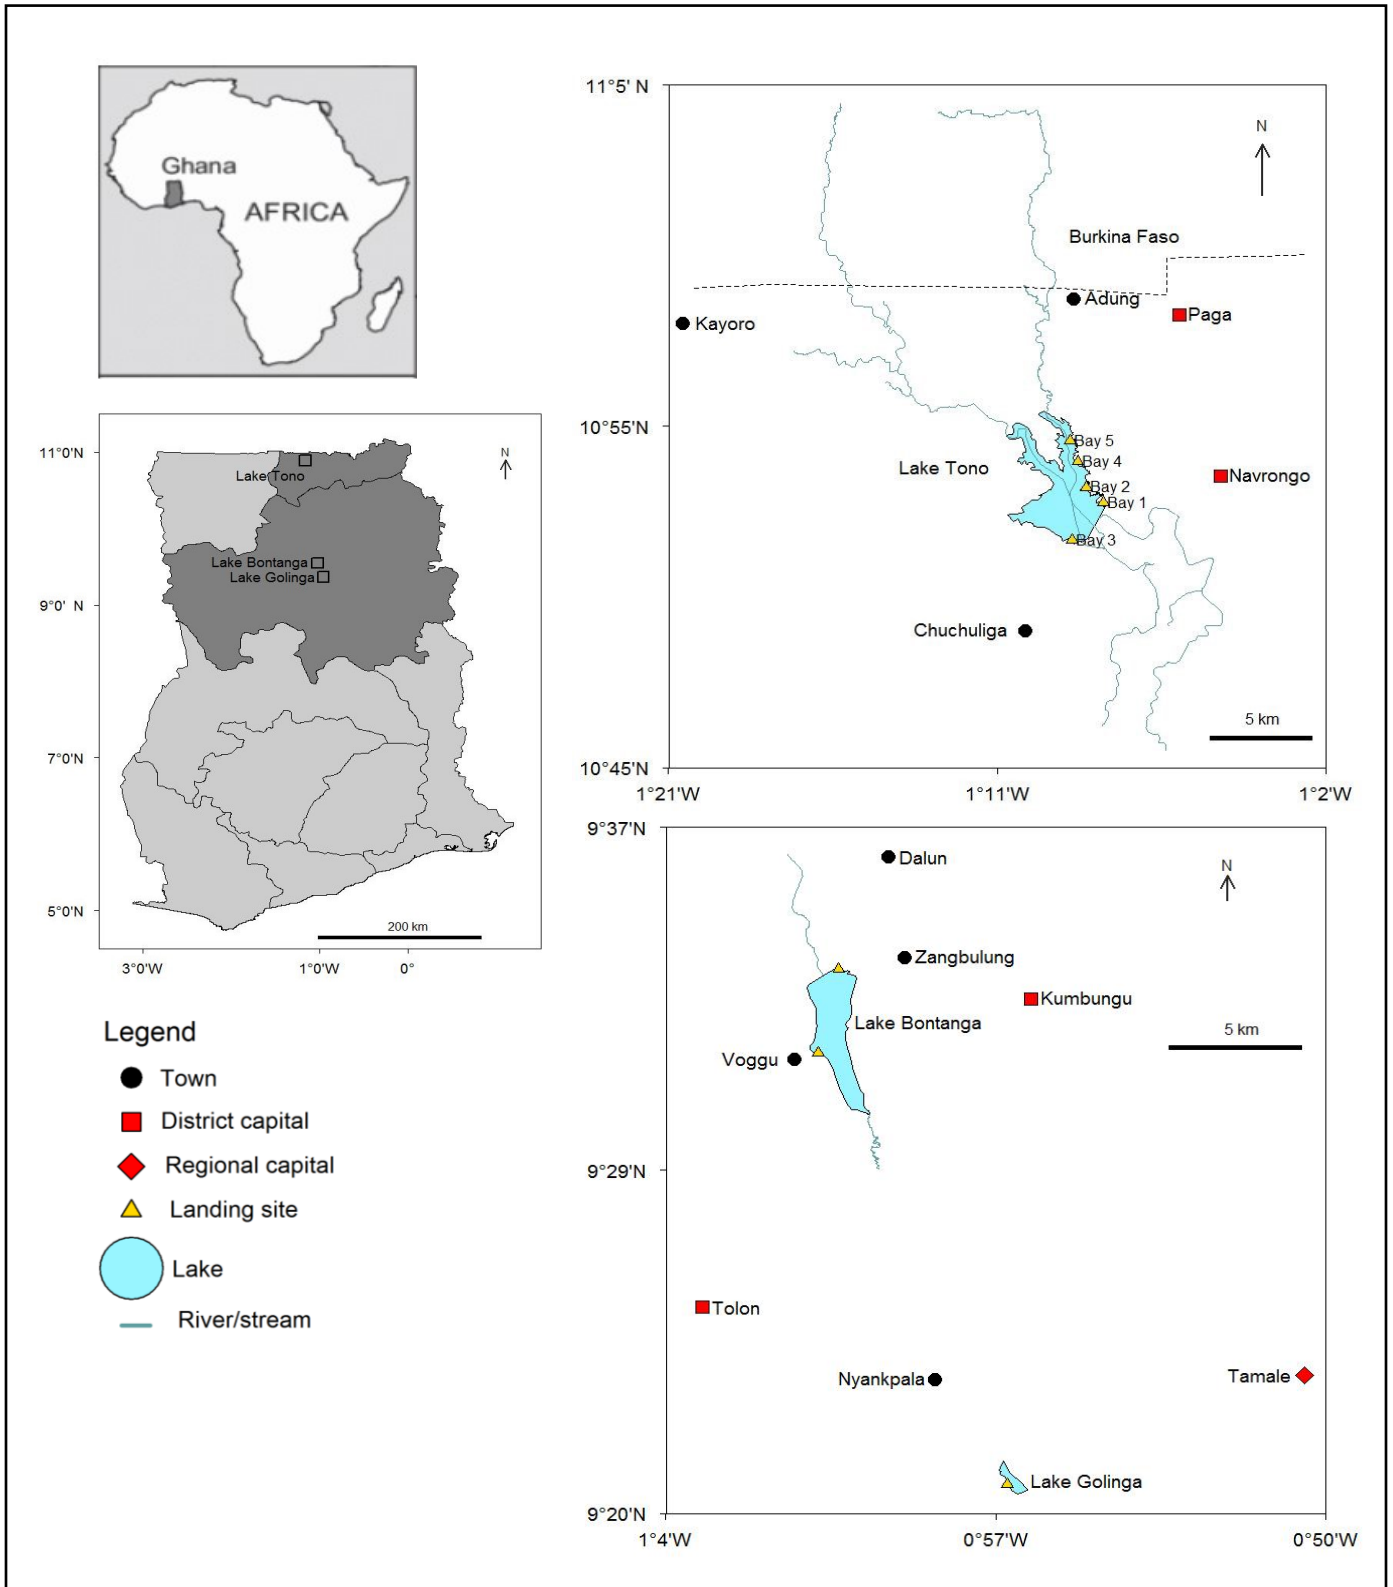 Ghana
AFRICA
11°0'N
9°0' N
7°0'N
5°0'N
3°0'W
1°0'W
0°
N
Lake Tono
Lake Bontanga
Lake Golinga
200 km
Legend
Town
District capital
Regional capital
Landing site
Lake
River/stream
11°5' N
10°55'N
10°45'N
1°21'W
1°11'W
1°2'W
N
Burkina Faso
Adung
Paga
Kayoro
Bay 5
Bay 4
Lake Tono
Navrongo
Bay 2
Bay 1
Bay 3
Chuchuliga
5 km
9°37'N
9°29'N
9°20'N
1°4'W
0°57'W
0°50'W
Dalun
N
Zangbulung
Kumbungu
Lake Bontanga
5 km
Voggu
Tolon
Nyankpala
Tamale
Lake Golinga